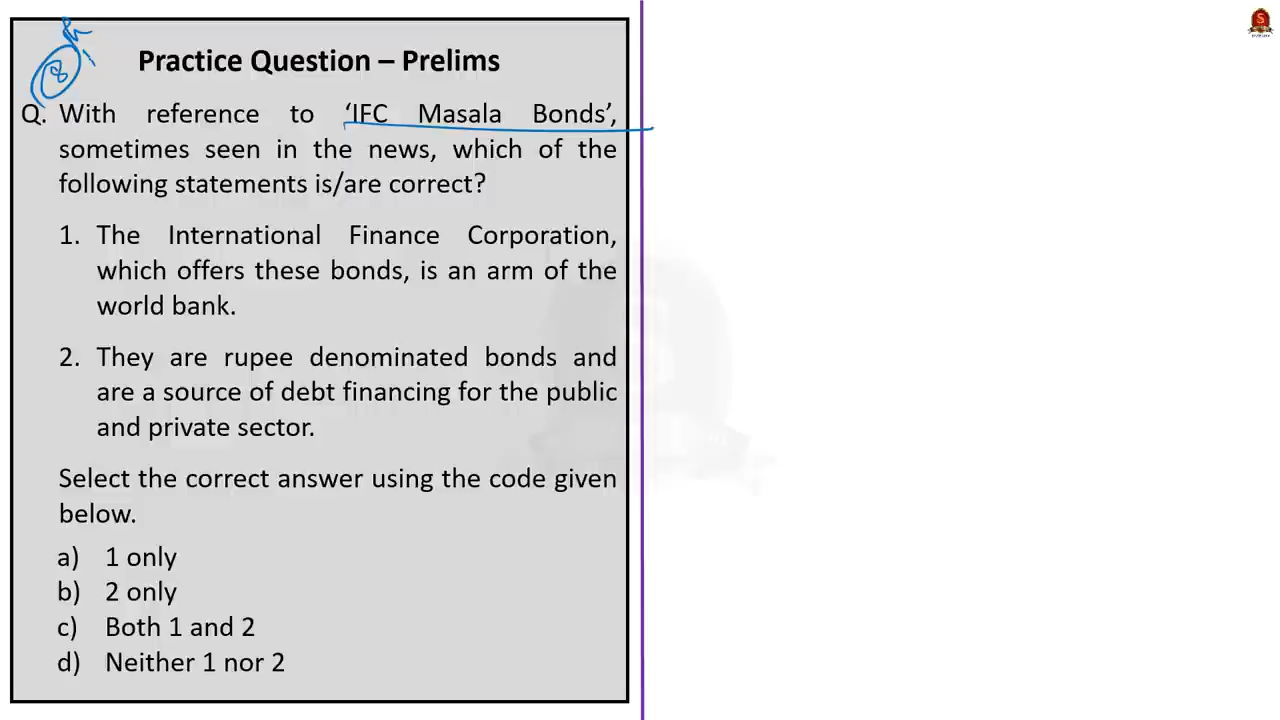 8
Practice Question – Prelims
Q. With reference to ‘IFC Masala Bonds’,
sometimes seen in the news, which of the
following statements is/are correct?
1. The International Finance Corporation,
which offers these bonds, is an arm of the
world bank.
2. They are rupee denominated bonds and
are a source of debt financing for the public
and private sector.
Select the correct answer using the code given
below.
a) 1 only
b) 2 only
c) Both 1 and 2
d) Neither 1 nor 2